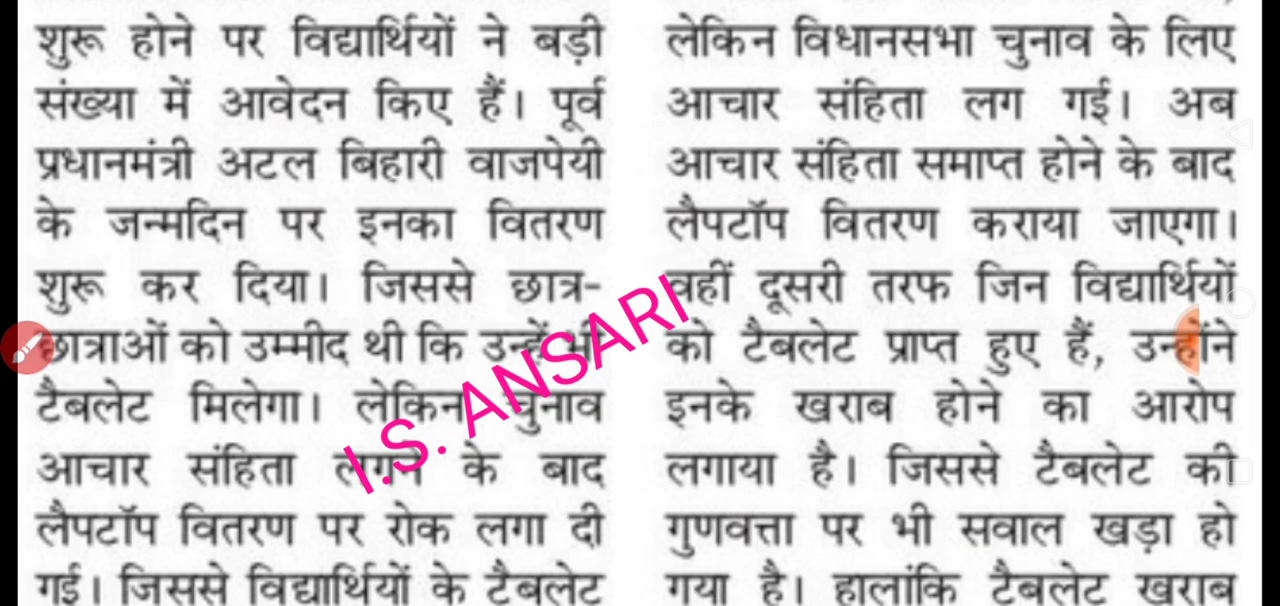 शुरू होने पर विद्यार्थियों ने बड़ी
संख्या में आवेदन किए हैं। पूर्व
प्रधानमंत्री अटल बिहारी वाजपेयी
के जन्मदिन पर इनका वितरण
शुरू कर दिया। जिससे छात्र-
छात्राओं को उम्मीद थी कि उन्हें भी
टैबलेट मिलेगा। लेकिन चुनाव
आचार संहिता लगने के बाद
लैपटॉप वितरण पर रोक लगा दी
गई। जिससे विद्यार्थियों के टैबलेट
लेकिन विधानसभा चुनाव के लिए
आचार संहिता लग गई। अब
आचार संहिता समाप्त होने के बाद
लैपटॉप वितरण कराया जाएगा।
वहीं दूसरी तरफ जिन विद्यार्थियों
को टैबलेट प्राप्त हुए हैं, उन्होंने
इनके खराब होने का आरोप
लगाया है। जिससे टैबलेट की
गुणवत्ता पर भी सवाल खड़ा हो
गया है। हालांकि टैबलेट खराब
I.S. ANSARI